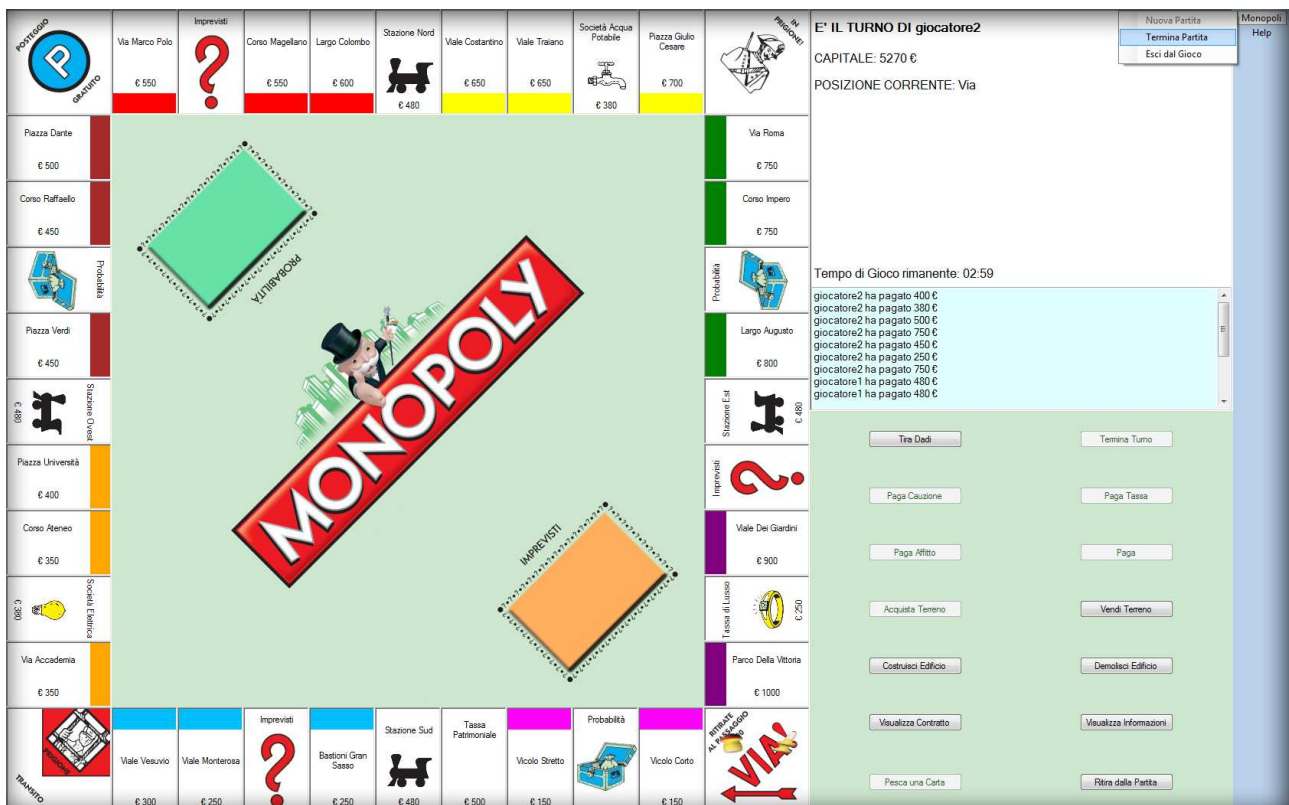 POSTEGGIO
GRATUITO
Via Marco Polo
€ 550
Imprevisti
Corso Magellano
€ 550
Largo Colombo
€ 600
Stazione Nord
€ 480
Viale Costantino
€ 650
Viale Traiano
€ 650
Società Acqua
Potabile
€ 380
Piazza Giulio
Cesare
€ 700
IN
PRIGIONE!
Piazza Dante
€ 500
Corso Raffaello
€ 450
Probabilità
Piazza Verdi
€ 450
Stazione Ovest
€ 480
Piazza Università
€ 400
Corso Ateneo
€ 350
Società Elettrica
€ 380
Via Accademia
€ 350
PROBABILITA
MONOPOLY
IMPREVISTI
Via Roma
€ 750
Corso Impero
€ 750
Probabilità
Largo Augusto
€ 800
Stazione Est
€ 480
Imprevisti
Viale Dei Giardini
€ 900
Tassa di Lusso
€ 250
Parco Della Vittoria
€ 1000
PRIGIONE
TRANSITO
Viale Vesuvio
€ 300
Viale Monterosa
€ 250
Imprevisti
Bastioni Gran
Sasso
€ 250
Stazione Sud
€ 480
Tassa
Patrimoniale
€ 500
Vicolo Stretto
€ 150
Probabilità
Vicolo Corto
€ 150
RITIRATE
AL PASSAGGIO
VIA!
E' IL TURNO DI giocatore2
CAPITALE: 5270 €
POSIZIONE CORRENTE: Via
Nuova Partita
Termina Partita
Esci dal Gioco
Monopoli
Help
Tempo di Gioco rimanente: 02:59
giocatore2 ha pagato 400 €
giocatore2 ha pagato 380 €
giocatore2 ha pagato 500 €
giocatore2 ha pagato 750 €
giocatore2 ha pagato 450 €
giocatore2 ha pagato 250 €
giocatore2 ha pagato 750 €
giocatore1 ha pagato 480 €
giocatore1 ha pagato 480 €
Tira Dadi
Termina Turno
Paga Cauzione
Paga Tassa
Paga Affitto
Paga
Acquista Terreno
Vendi Terreno
Costruisci Edificio
Demolisci Edificio
Visualizza Contratto
Visualizza Informazioni
Pesca una Carta
Ritira dalla Partita